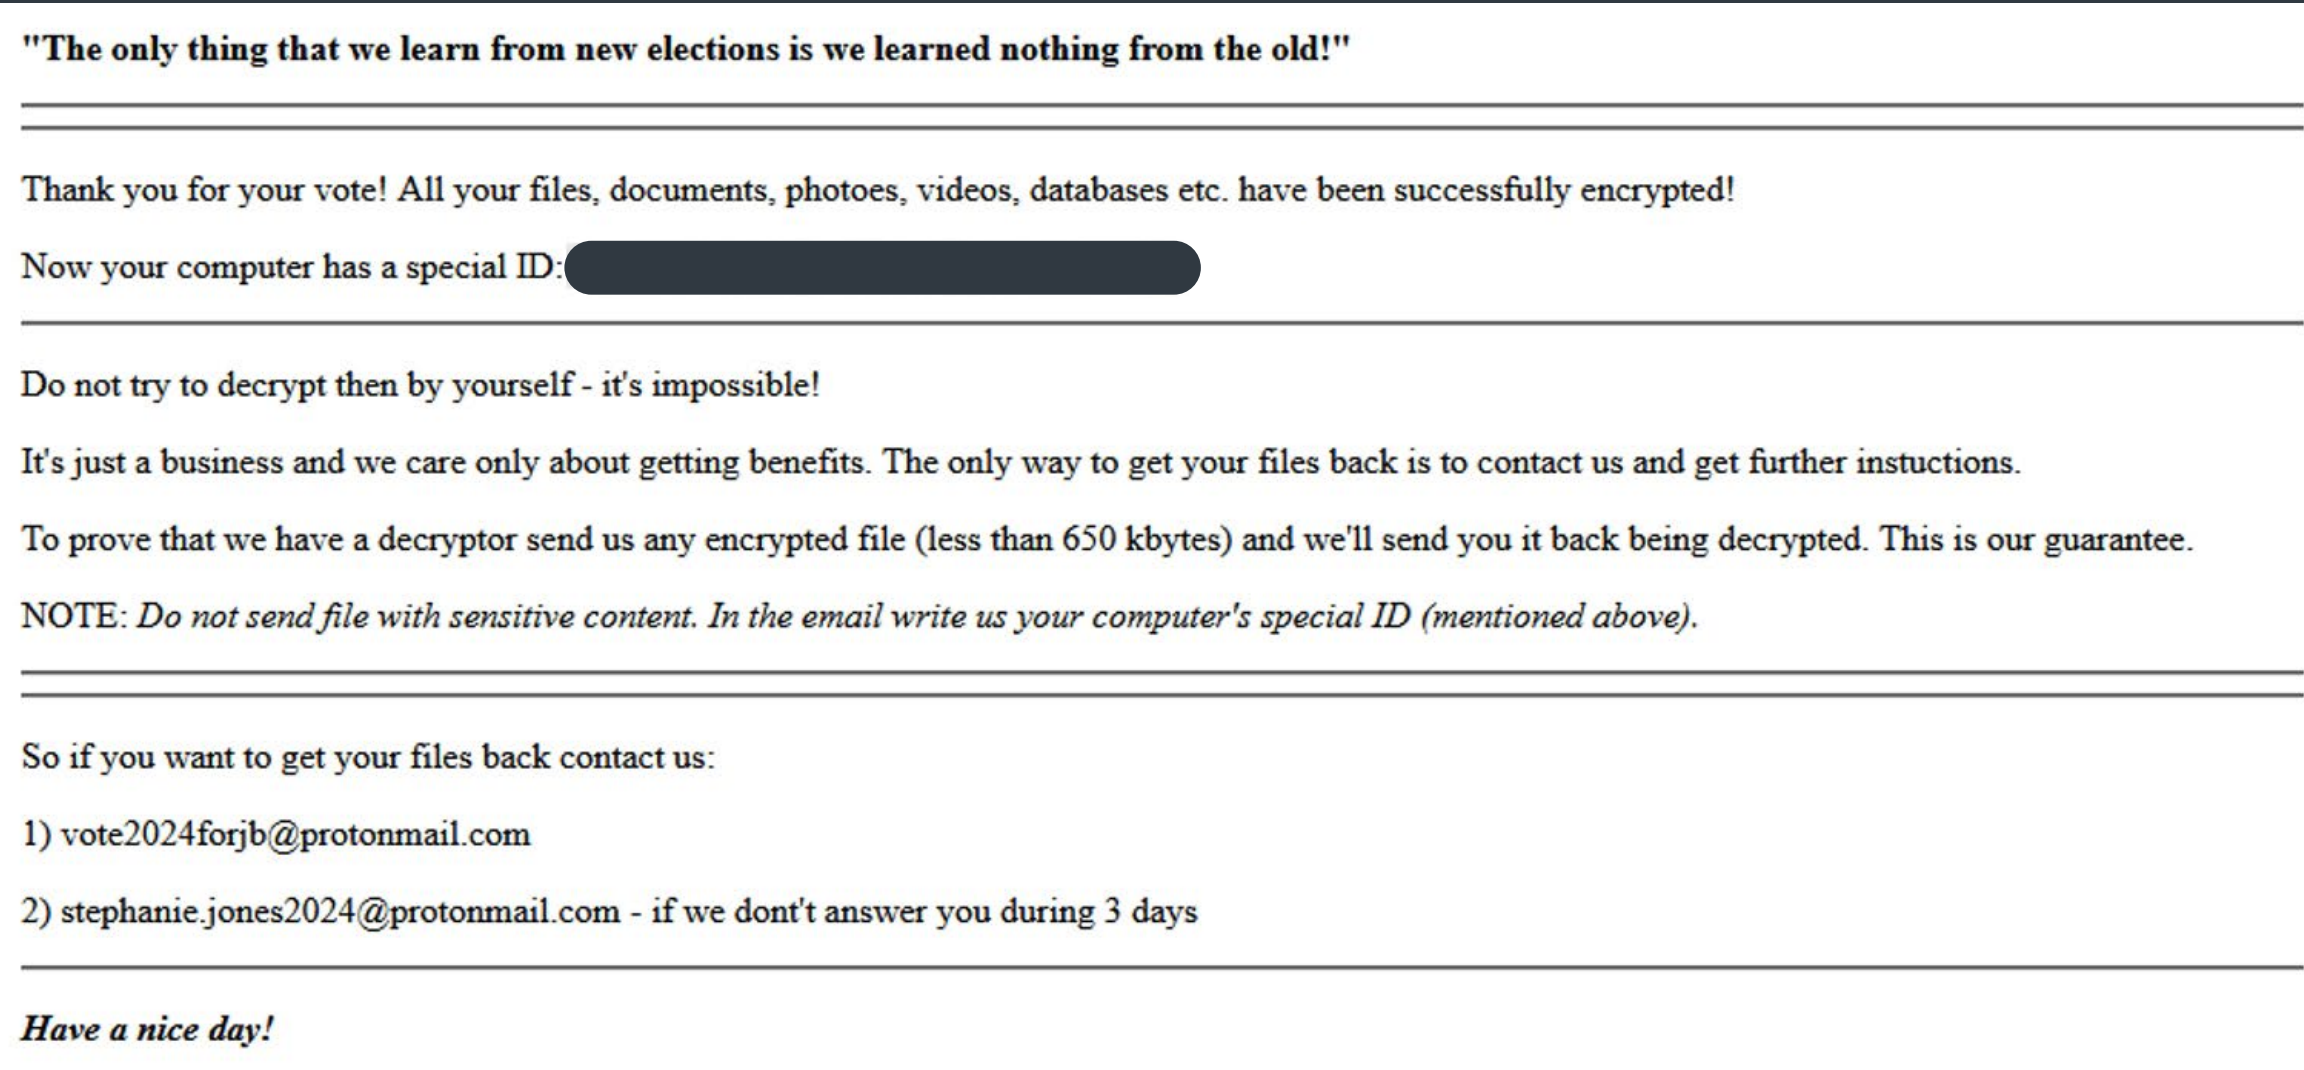 "The only thing that we learn from new elections is we learned nothing from the old!"
Thank you for your vote! All your files, documents, photoes, videos, databases etc. have been successfully encrypted!
Now your computer has a special ID:
Do not try to decrypt then by yourself - it's impossible!
It's just a business and we care only about getting benefits. The only way to get your files back is to contact us and get further instuctions.
To prove that we have a decryptor send us any encrypted file (less than 650 kbytes) and we'll send you it back being decrypted. This is our guarantee.
NOTE: Do not send file with sensitive content. In the email write us your computer's special ID (mentioned above).
So if you want to get your files back contact us:
1) vote2024forjb@protonmail.com
2) stephanie.jones2024@protonmail.com - if we dont't answer you during 3 days
Have a nice day!